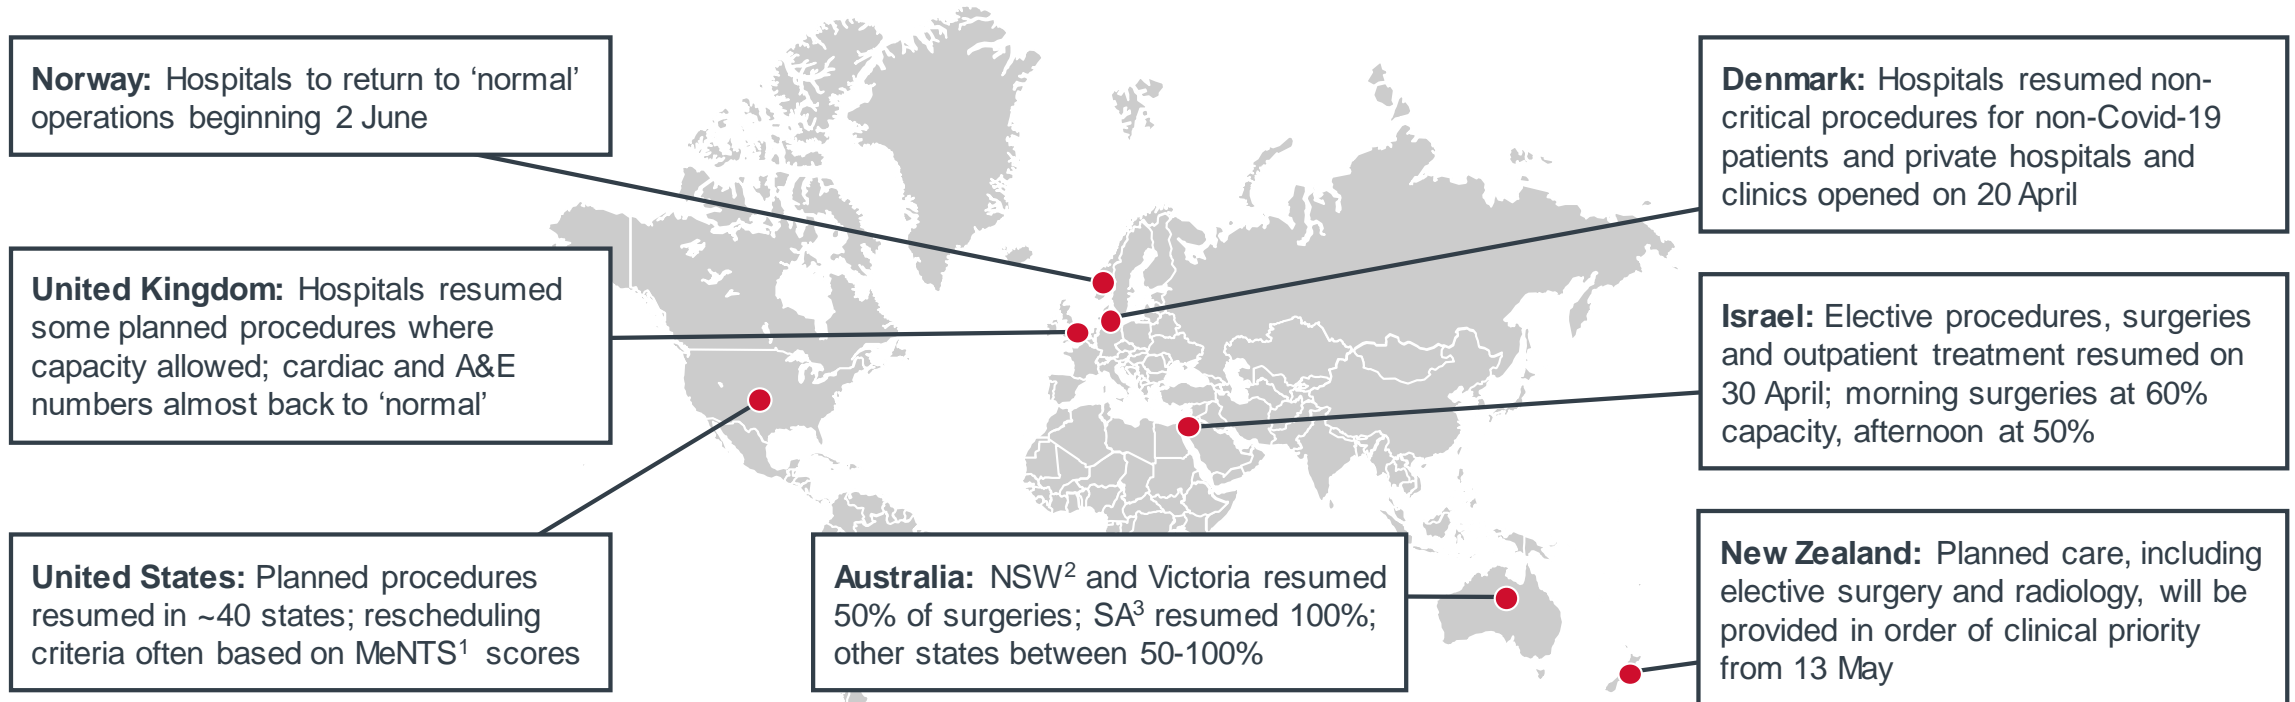 Norway: Hospitals to return to ‘normal’
operations beginning 2 June
United Kingdom: Hospitals resumed
some planned procedures where
capacity allowed; cardiac and A&E
numbers almost back to ‘normal’
United States: Planned procedures
resumed in ~40 states; rescheduling
criteria often based on MeNTS¹ scores
Australia: NSW² and Victoria resumed
50% of surgeries; SA³ resumed 100%;
other states between 50-100%
Denmark: Hospitals resumed non-
critical procedures for non-Covid-19
patients and private hospitals and
clinics opened on 20 April
Israel: Elective procedures, surgeries
and outpatient treatment resumed on
30 April; morning surgeries at 60%
capacity, afternoon at 50%
New Zealand: Planned care, including
elective surgery and radiology, will be
provided in order of clinical priority
from 13 May